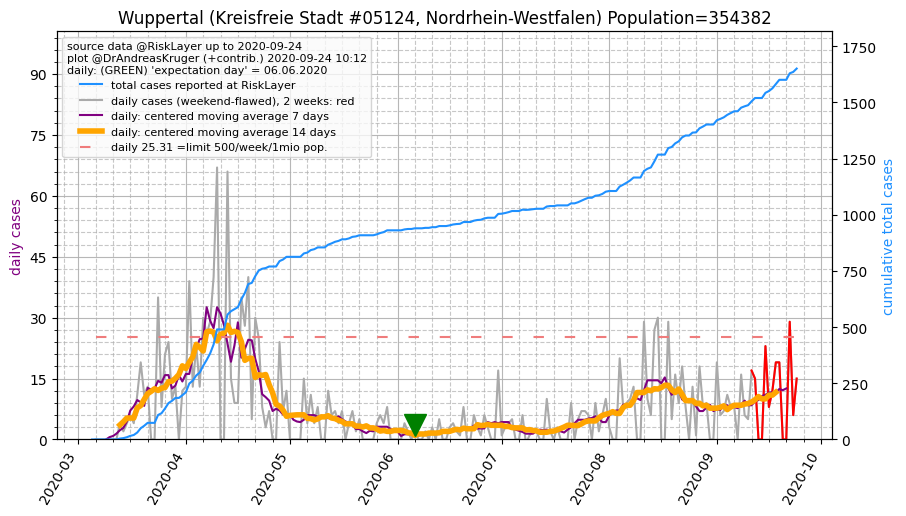 Wuppertal (Kreisfreie Stadt #05124, Nordrhein-Westfalen) Population=354382
source data @RiskLayer up to 2020-09-24
plot @DrAndreasKruger (+contrib.) 2020-09-24 10:12
daily: (GREEN) 'expectation day' = 06.06.2020
total cases reported at RiskLayer
daily cases (weekend-flawed), 2 weeks: red
daily: centered moving average 7 days
daily: centered moving average 14 days
daily 25.31 =limit 500/week/1mio pop.
daily cases
90
75
60
45
30
15
0
1750
1500
1250
1000
750
500
250
0
cumulative total cases
2020-03
2020-04
2020-05
2020-06
2020-07
2020-08
2020-09
2020-10